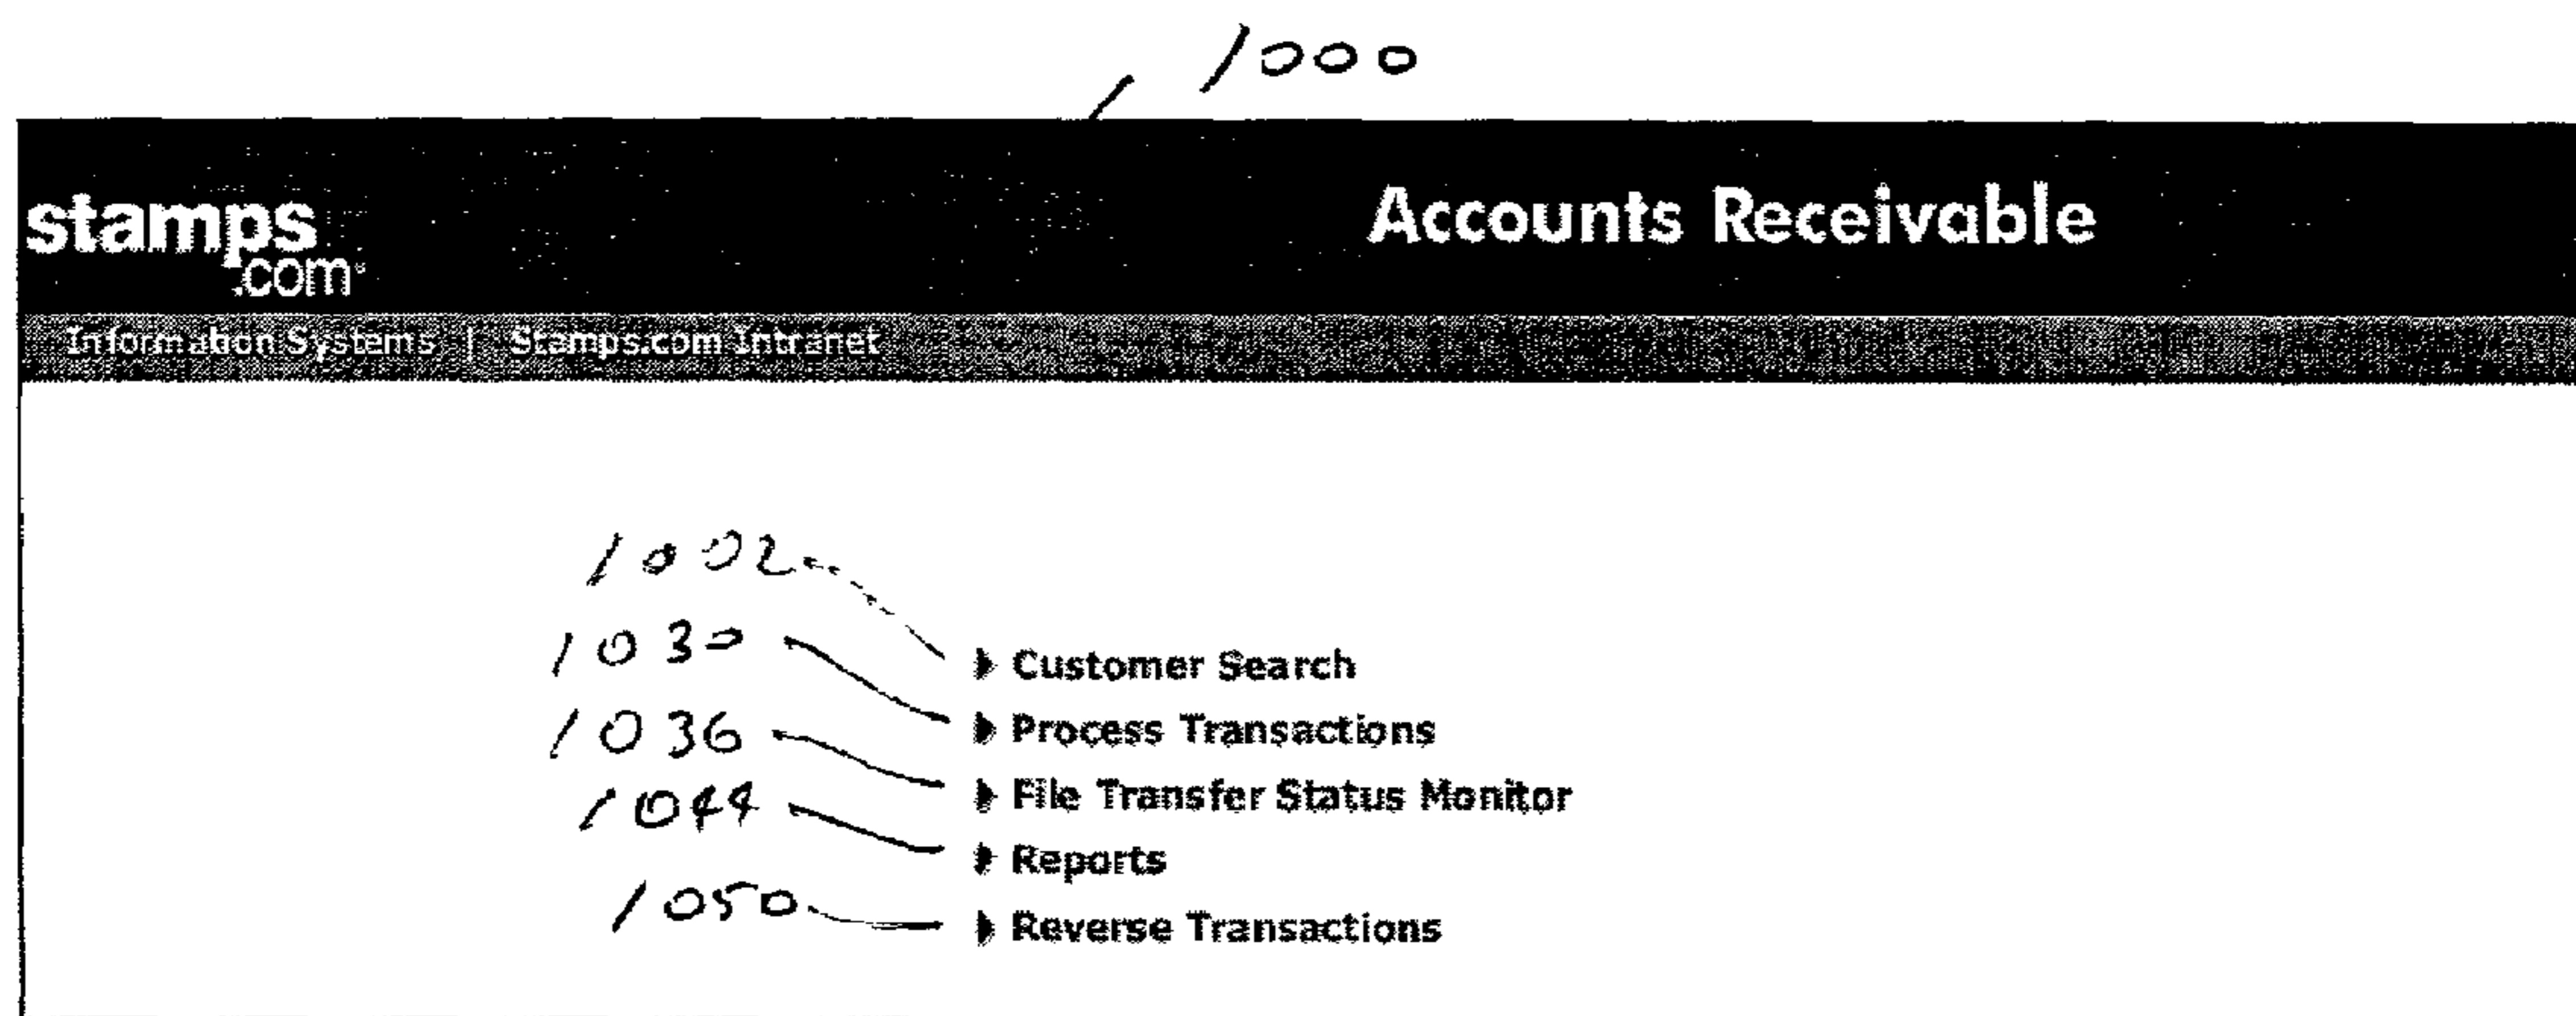 1000
stamps
.com
Accounts Receivable
Information Systems | Stamps.com Intranet
1002
Customer Search
1030
Process Transactions
1036
File Transfer Status Monitor
1044
Reports
1050
Reverse Transactions